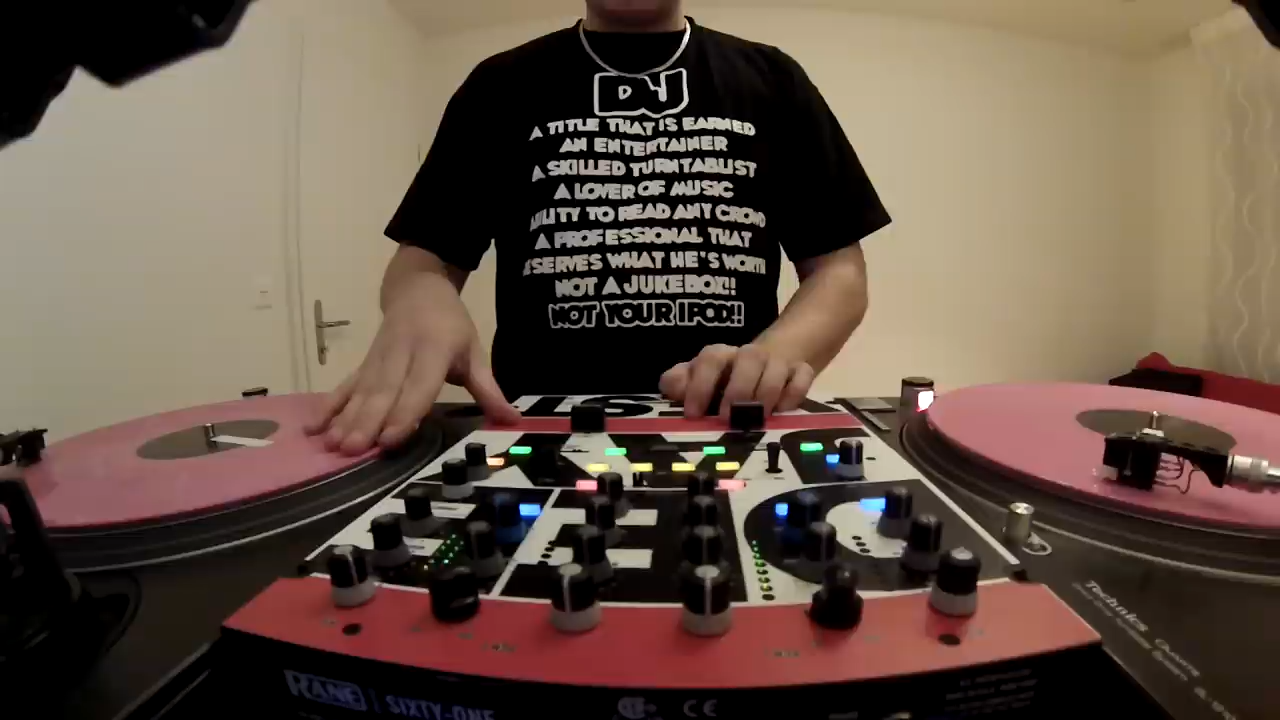 DJ
A TITLE THAT IS EARNED
AN ENTERTAINER
A SKILLED TURNTABLIST
A LOVER OF MUSIC
TO READ ANY CROWD
A PROFESSIONAL THAT
WHAT HE'S WORTH
NOT A JUKEBOX!!
NOT YOUR IPOD!!
Technics
RANE | SIXTY-ONE
CE